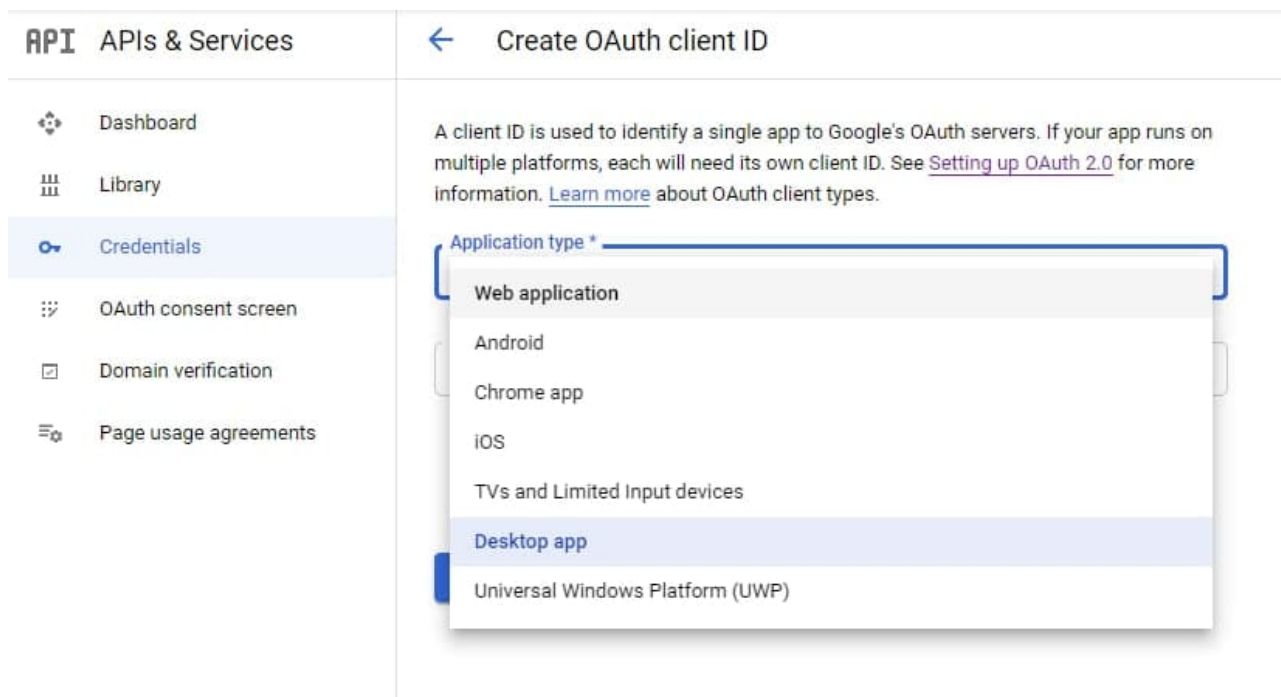 API APIs & Services
Dashboard
Library
Credentials
OAuth consent screen
Domain verification
Page usage agreements
Create OAuth client ID
A client ID is used to identify a single app to Google's OAuth servers. If your app runs on
multiple platforms, each will need its own client ID. See Setting up OAuth 2.0 for more
information. Learn more about OAuth client types.
Application type *
Web application
Android
Chrome app
iOS
TVs and Limited Input devices
Desktop app
Universal Windows Platform (UWP)